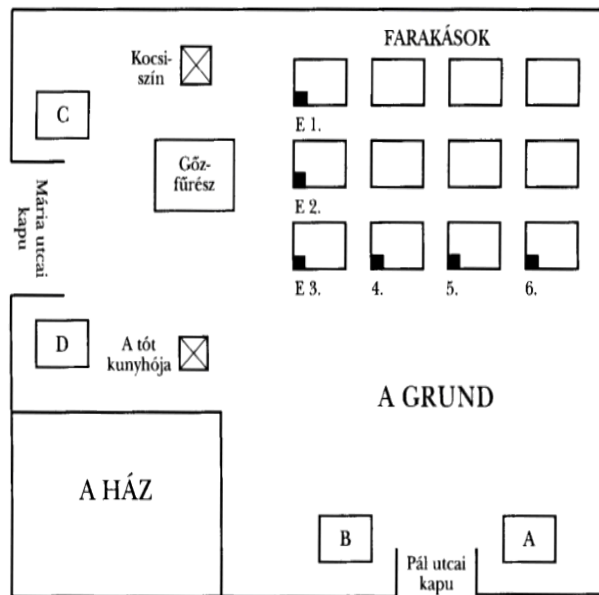 FARAKÁSOK
Kocsi-
szín
C
E 1.
Gőz-
fűrész
Mária utcai
kapu
E 2.
E 3.
4.
5.
6.
D
A tót
kunyhója
A GRUND
A HÁZ
B
A
Pál utcai
kapu